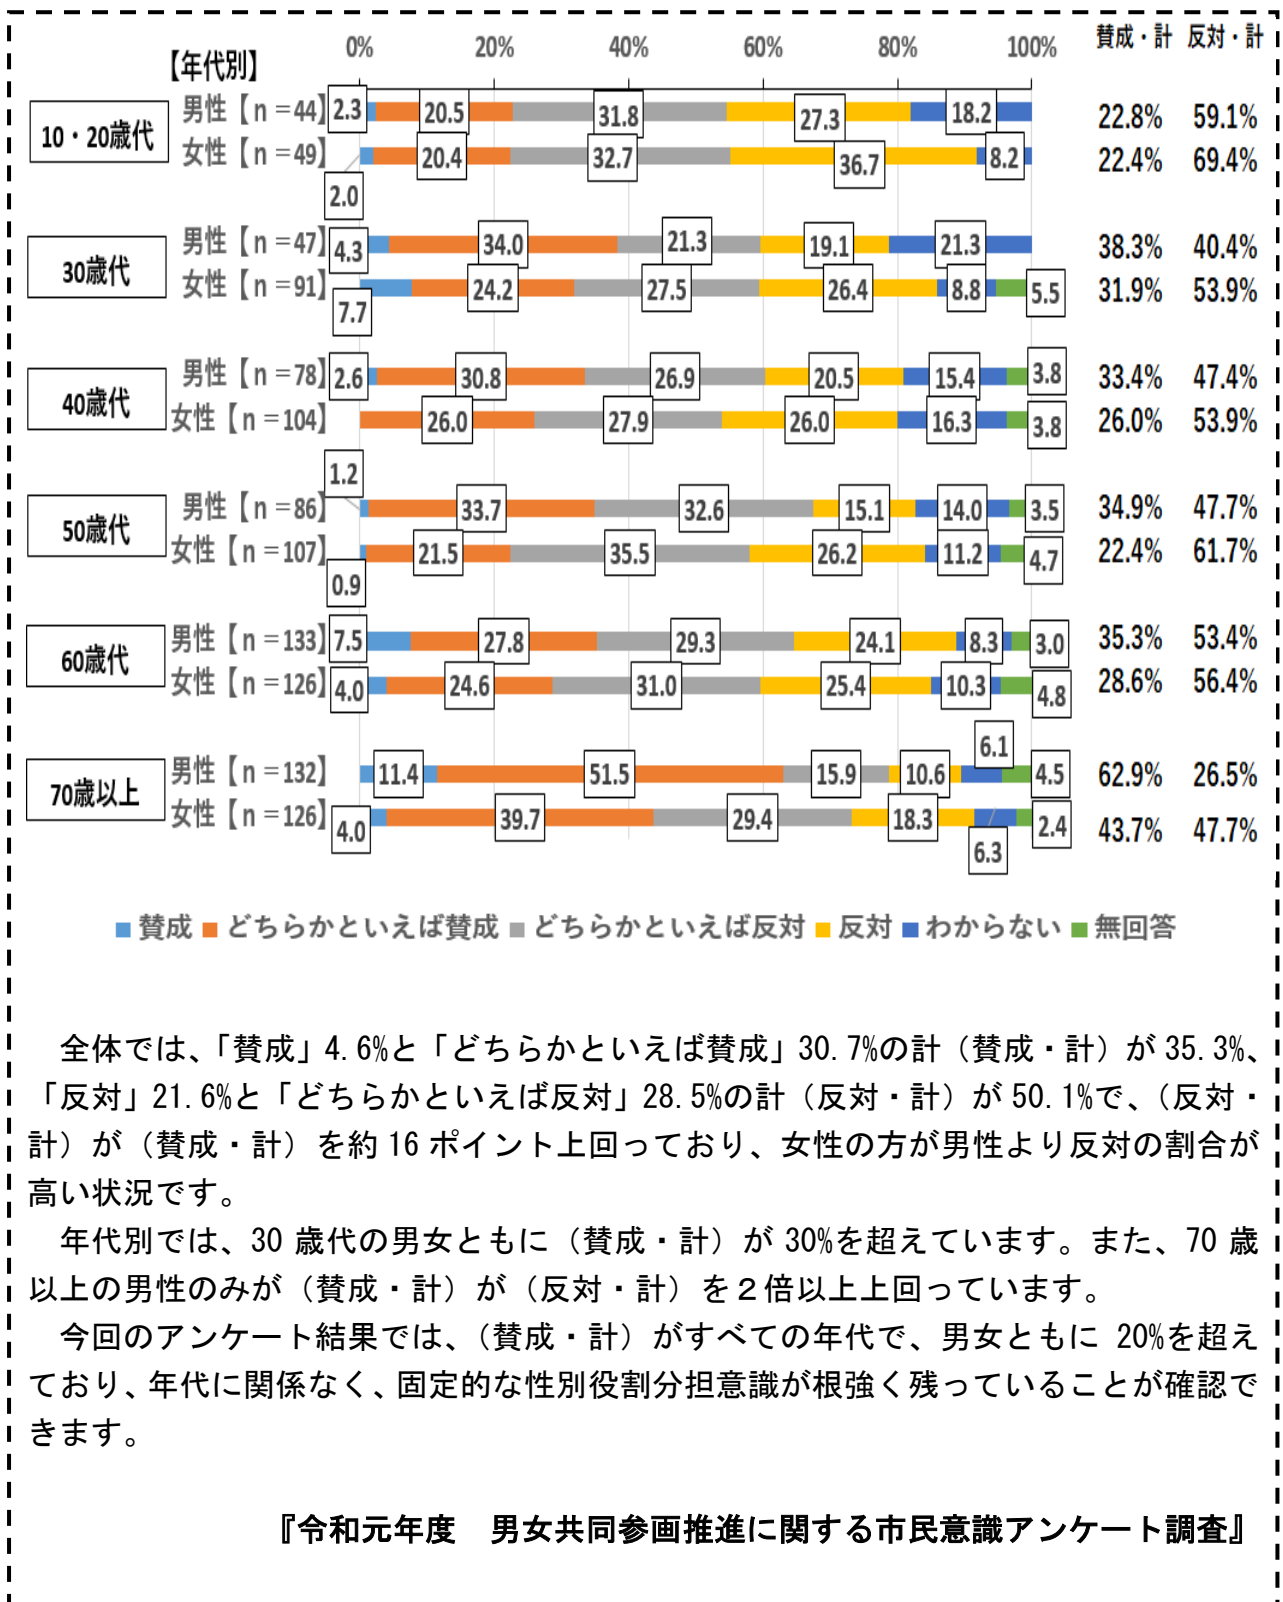 0% 20% 40% 60% 80% 100% 賛成・計 反対・計
【年代別】
10・20歳代
男性【n=44】 2.3 20.5 31.8 27.3 18.2 22.8% 59.1%
女性【n=49】 2.0 20.4 32.7 36.7 8.2 22.4% 69.4%
30歳代
男性【n=47】 4.3 34.0 21.3 19.1 21.3 38.3% 40.4%
女性【n=91】 7.7 24.2 27.5 26.4 8.8 5.5 31.9% 53.9%
40歳代
男性【n=78】 2.6 30.8 26.9 20.5 15.4 3.8 33.4% 47.4%
女性【n=104】 26.0 27.9 26.0 16.3 3.8 26.0% 53.9%
50歳代
男性【n=86】 1.2 33.7 32.6 15.1 14.0 3.5 34.9% 47.7%
女性【n=107】 0.9 21.5 35.5 26.2 11.2 4.7 22.4% 61.7%
60歳代
男性【n=133】 7.5 27.8 29.3 24.1 8.3 3.0 35.3% 53.4%
女性【n=126】 4.0 24.6 31.0 25.4 10.3 4.8 28.6% 56.4%
70歳以上
男性【n=132】 11.4 51.5 15.9 10.6 6.1 4.5 62.9% 26.5%
女性【n=126】 4.0 39.7 29.4 18.3 6.3 2.4 43.7% 47.7%
賛成 どちらかといえば賛成 どちらかといえば反対 反対 わからない 無回答
全体では、「賛成」4.6%と「どちらかといえば賛成」30.7%の計（賛成・計）が 35.3%、
「反対」21.6%と「どちらかといえば反対」28.5%の計（反対・計）が 50.1%で、（反対・
計）が（賛成・計）を約 16 ポイント上回っており、女性の方が男性より反対の割合が
高い状況です。
年代別では、30 歳代の男女ともに（賛成・計）が 30%を超えています。また、70 歳
以上の男性のみが（賛成・計）が（反対・計）を２倍以上上回っています。
今回のアンケート結果では、（賛成・計）がすべての年代で、男女ともに 20%を超え
ており、年代に関係なく、固定的な性別役割分担意識が根強く残っていることが確認で
きます。
『令和元年度　男女共同参画推進に関する市民意識アンケート調査』